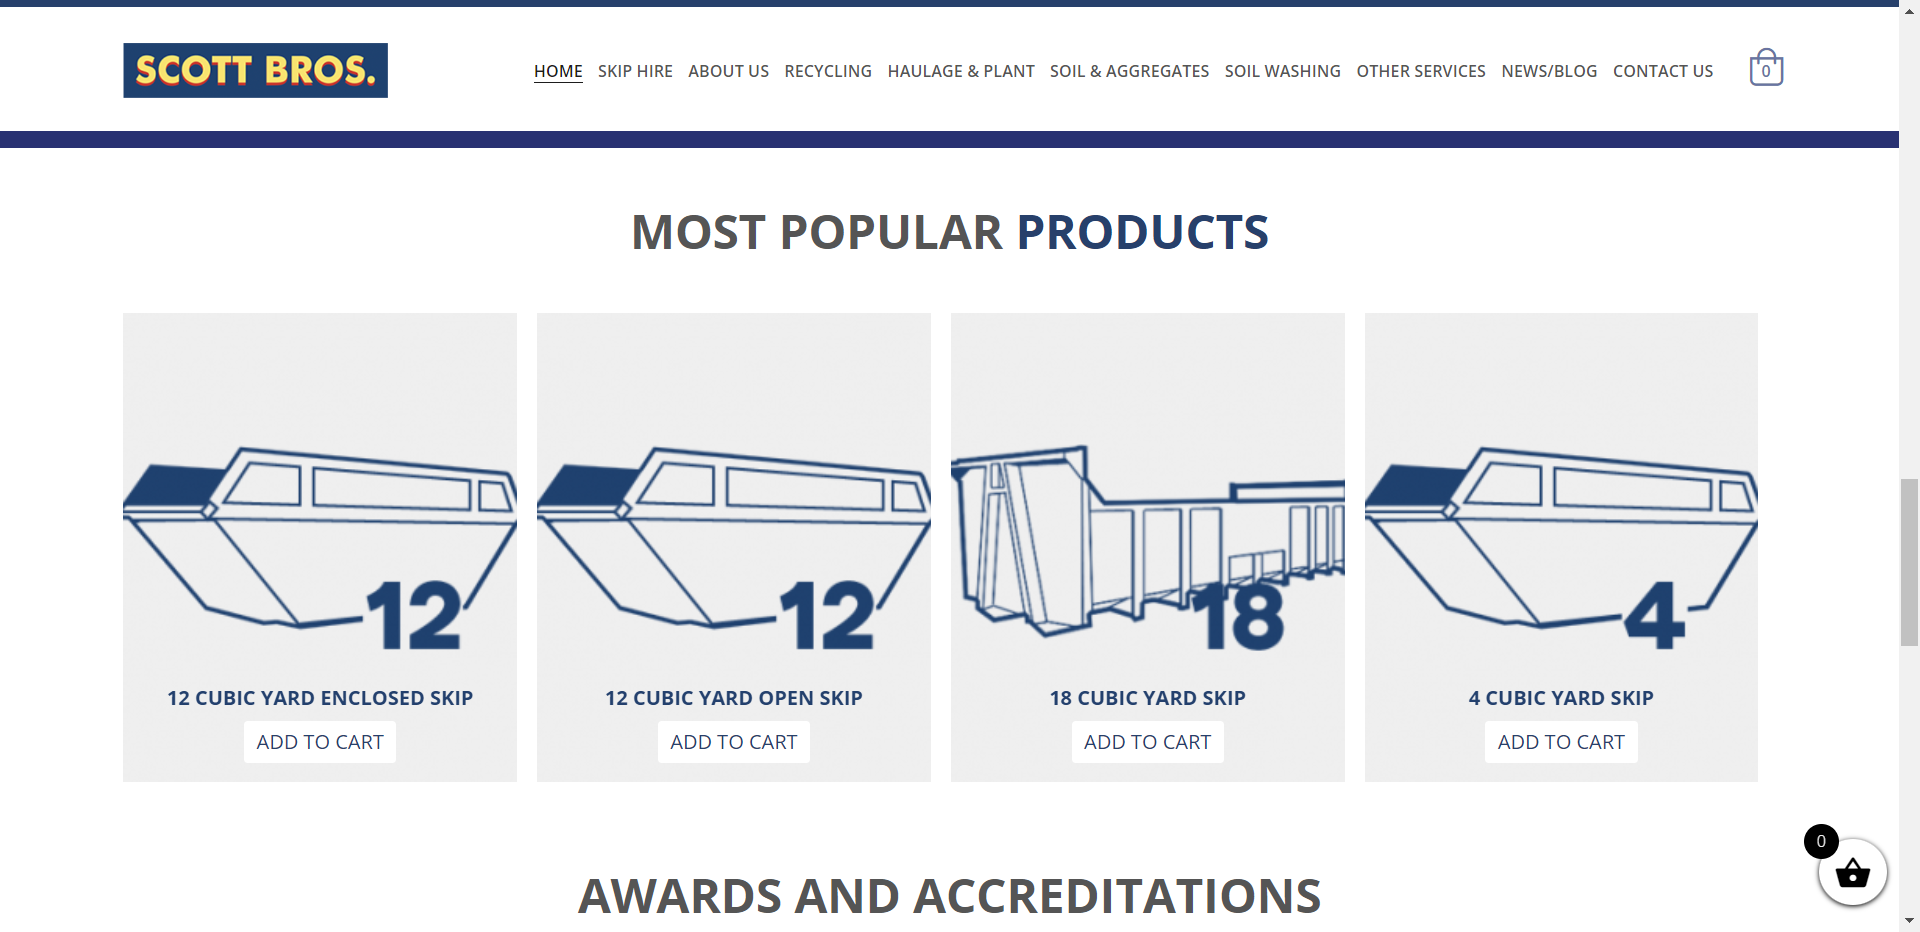 SCOTT BROS.
HOME SKIP HIRE ABOUT US RECYCLING HAULAGE & PLANT SOIL & AGGREGATES SOIL WASHING OTHER SERVICES NEWS/BLOG CONTACT US 0
MOST POPULAR PRODUCTS
12
12
18
4
12 CUBIC YARD ENCLOSED SKIP
ADD TO CART
12 CUBIC YARD OPEN SKIP
ADD TO CART
18 CUBIC YARD SKIP
ADD TO CART
4 CUBIC YARD SKIP
ADD TO CART
0
AWARDS AND ACCREDITATIONS